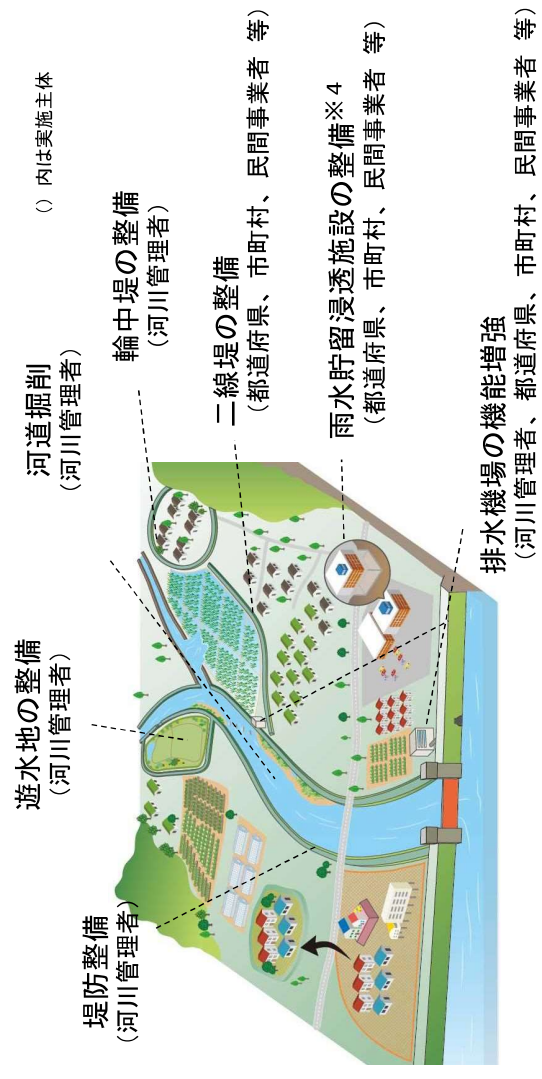 () 内は実施主体
河道掘削
(河川管理者)
遊水地の整備
(河川管理者)
堤防整備
(河川管理者)
輪中堤の整備
(河川管理者)
二線堤の整備
(都道府県、市町村、民間事業者 等)
雨水貯留浸透施設の整備※4
(都道府県、市町村、民間事業者 等)
排水機場の機能増強
(河川管理者、都道府県、市町村、民間事業者 等)